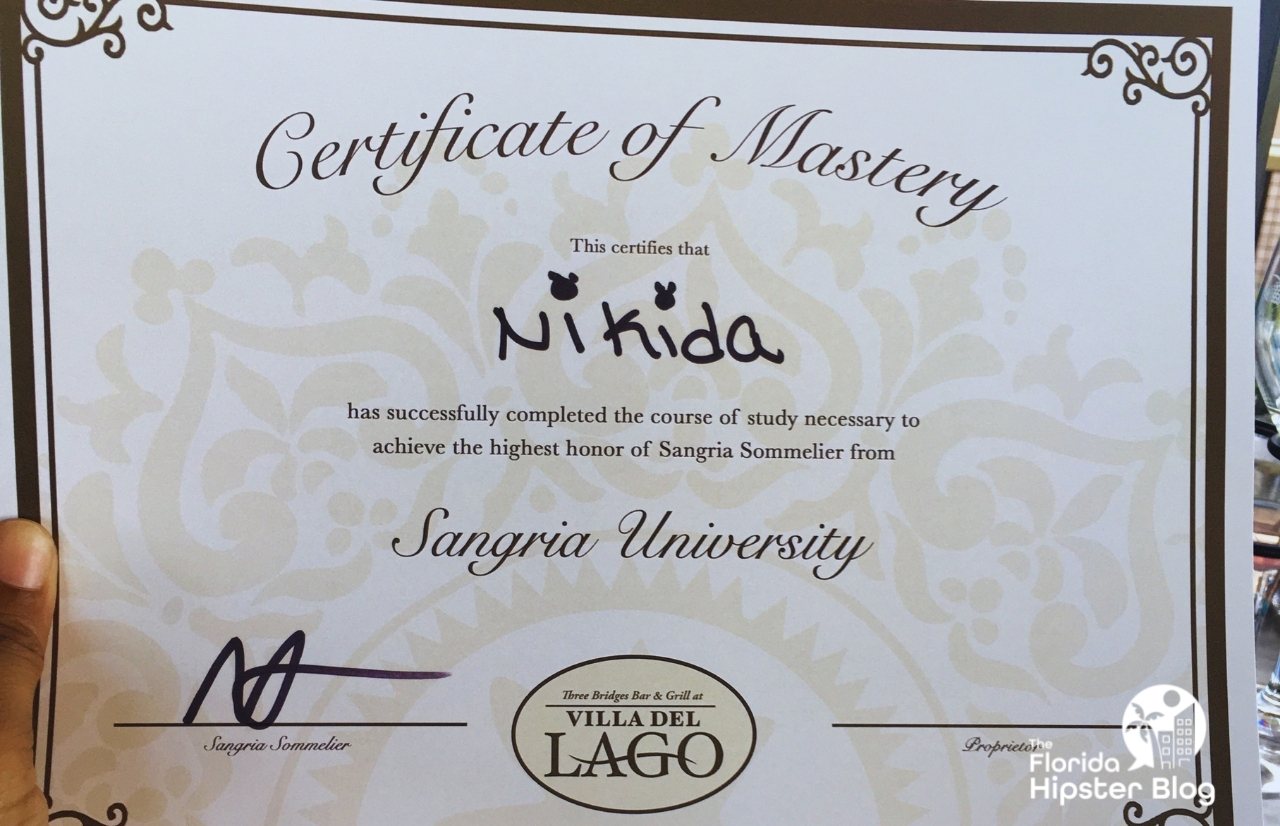 Certificate of Mastery
This certifies that
Nikida
has successfully completed the course of study necessary to
achieve the highest honor of Sangria Sommelier from
Sangria University
Sangria Sommelier
Three Bridges Bar & Grill at
VILLA DEL
LAGO
Proprietor
The
Florida
Hipster Blog